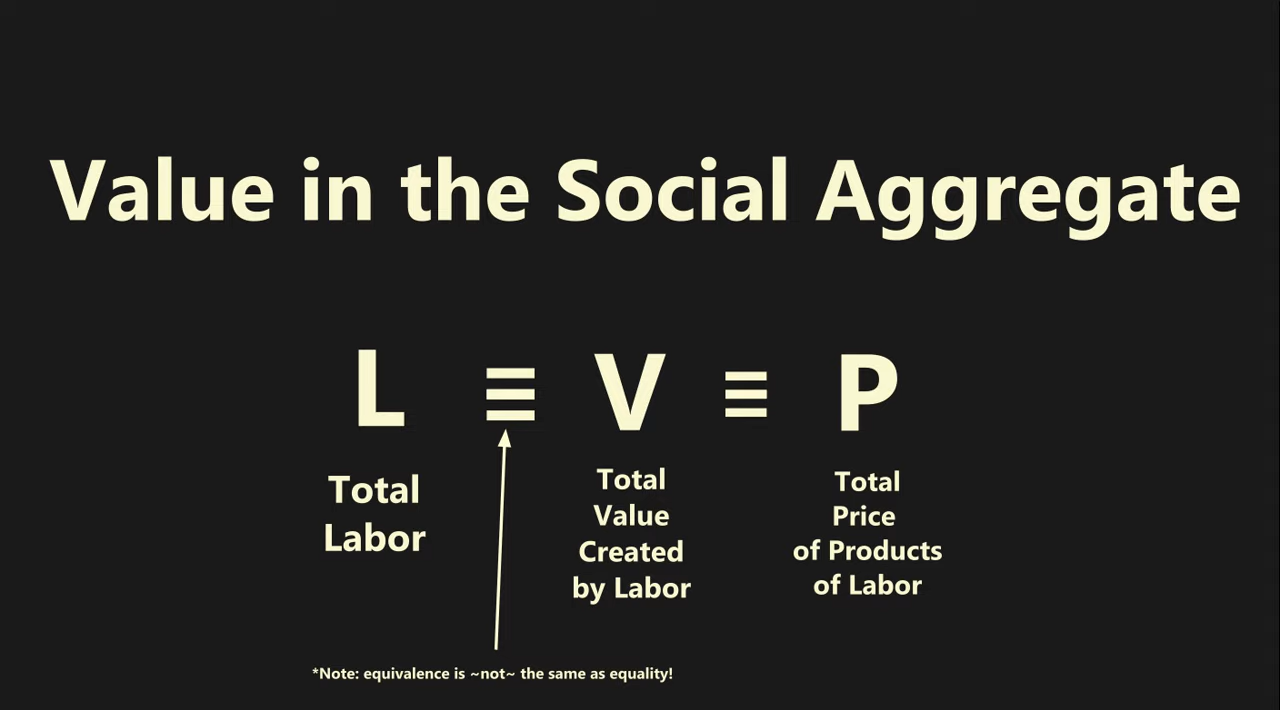 Value in the Social Aggregate
L ≡ V ≡ P
Total
Labor
Total
Value
Created
by Labor
Total
Price
of Products
of Labor
*Note: equivalence is ~not~ the same as equality!